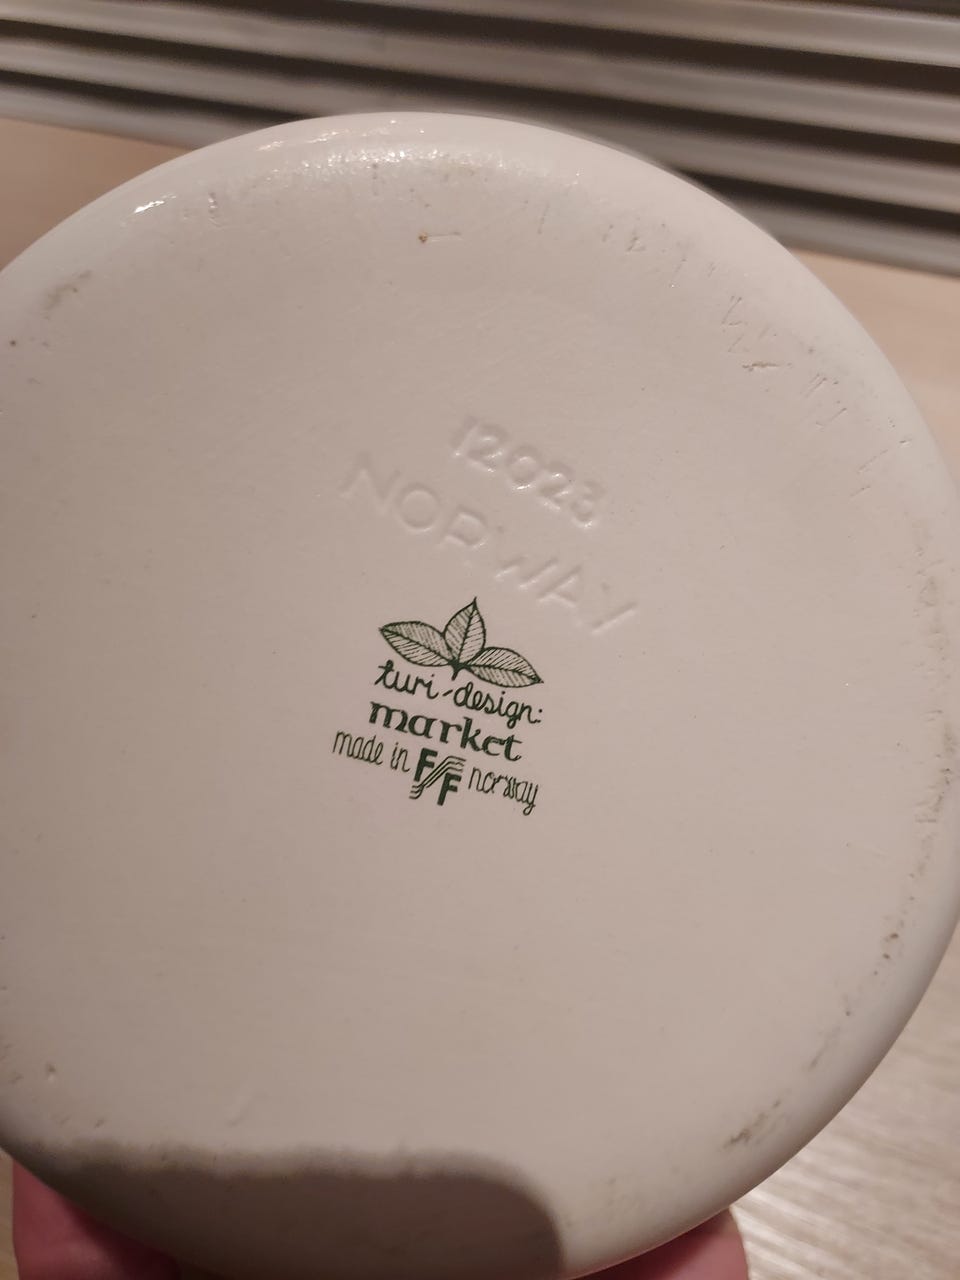 12023
NORWAY
turi-design:
market
made in FF norway